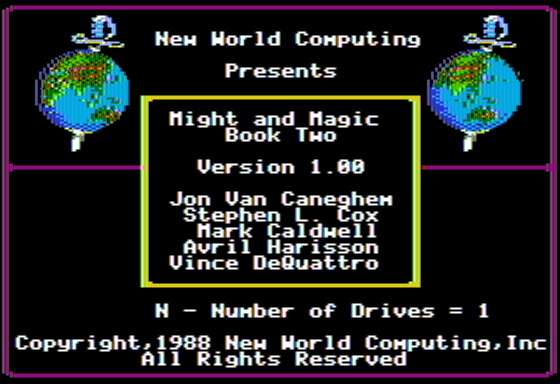 New World Computing
Presents
Might and Magic
Book Two
Version 1.00
Jon Van Caneghem
Stephen L. Cox
Mark Caldwell
Avril Harisson
Vince DeQuattro
N - Number of Drives = 1
Copyright,1988 New World Computing,Inc
All Rights Reserved